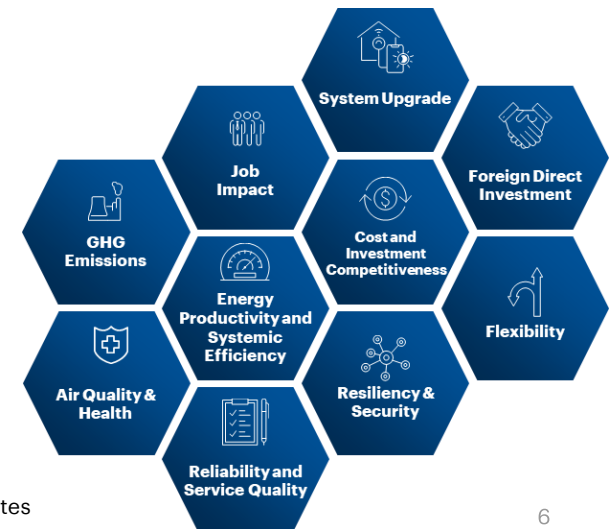 System Upgrade
Job
Impact
Foreign Direct
Investment
GHG
Emissions
Cost and
Investment
Competitiveness
Energy
Productivity and
Systemic
Efficiency
Flexibility
Air Quality &
Health
Resiliency &
Security
Reliability and
Service Quality
tes
6